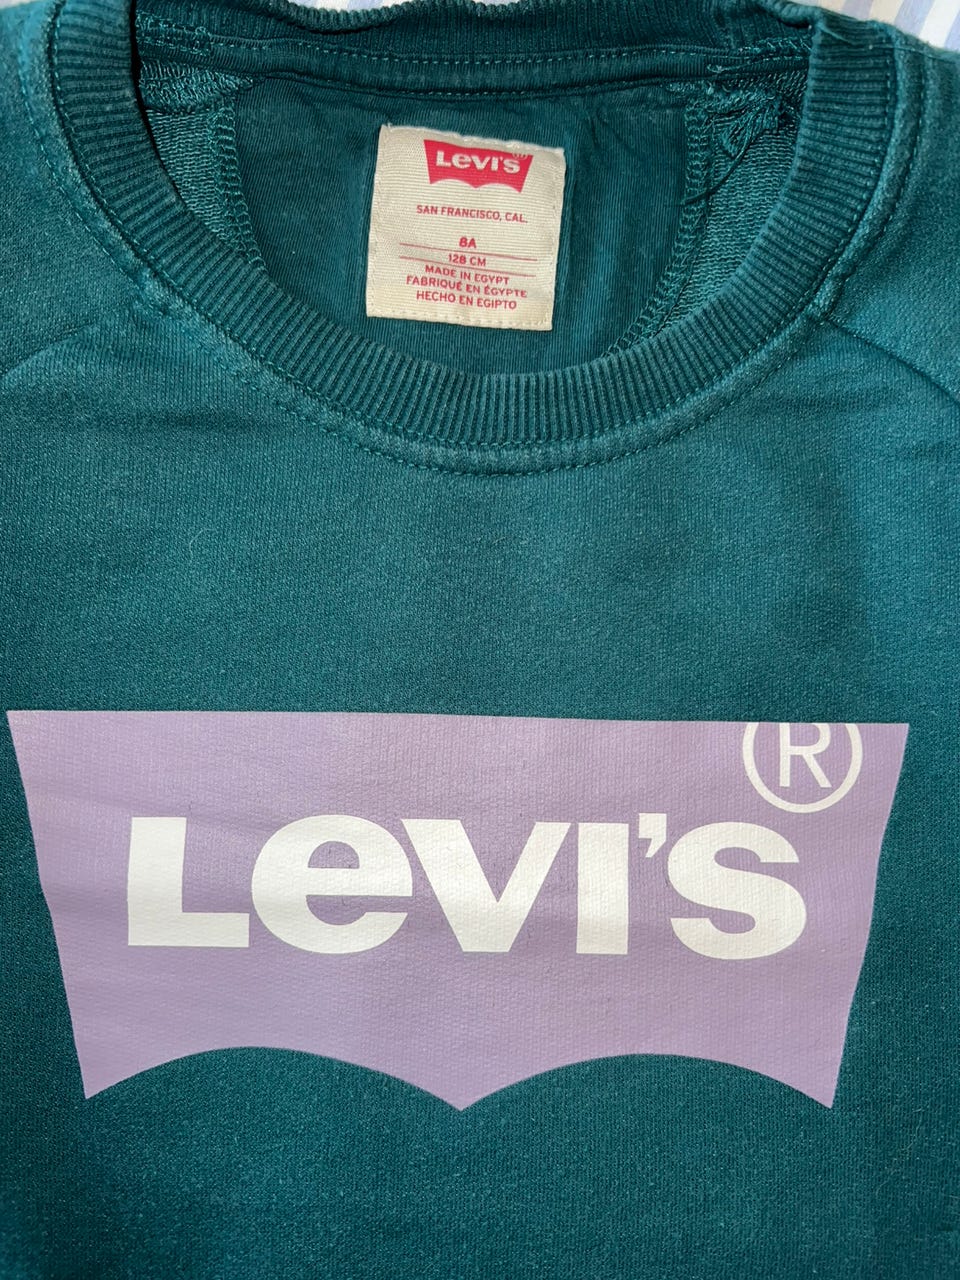 Levi's
SAN FRANCISCO, CAL.
8A
128 CM
MADE IN EGYPT
FABRIQUÉ EN ÉGYPTE
HECHO EN EGIPTO
®
Levi's